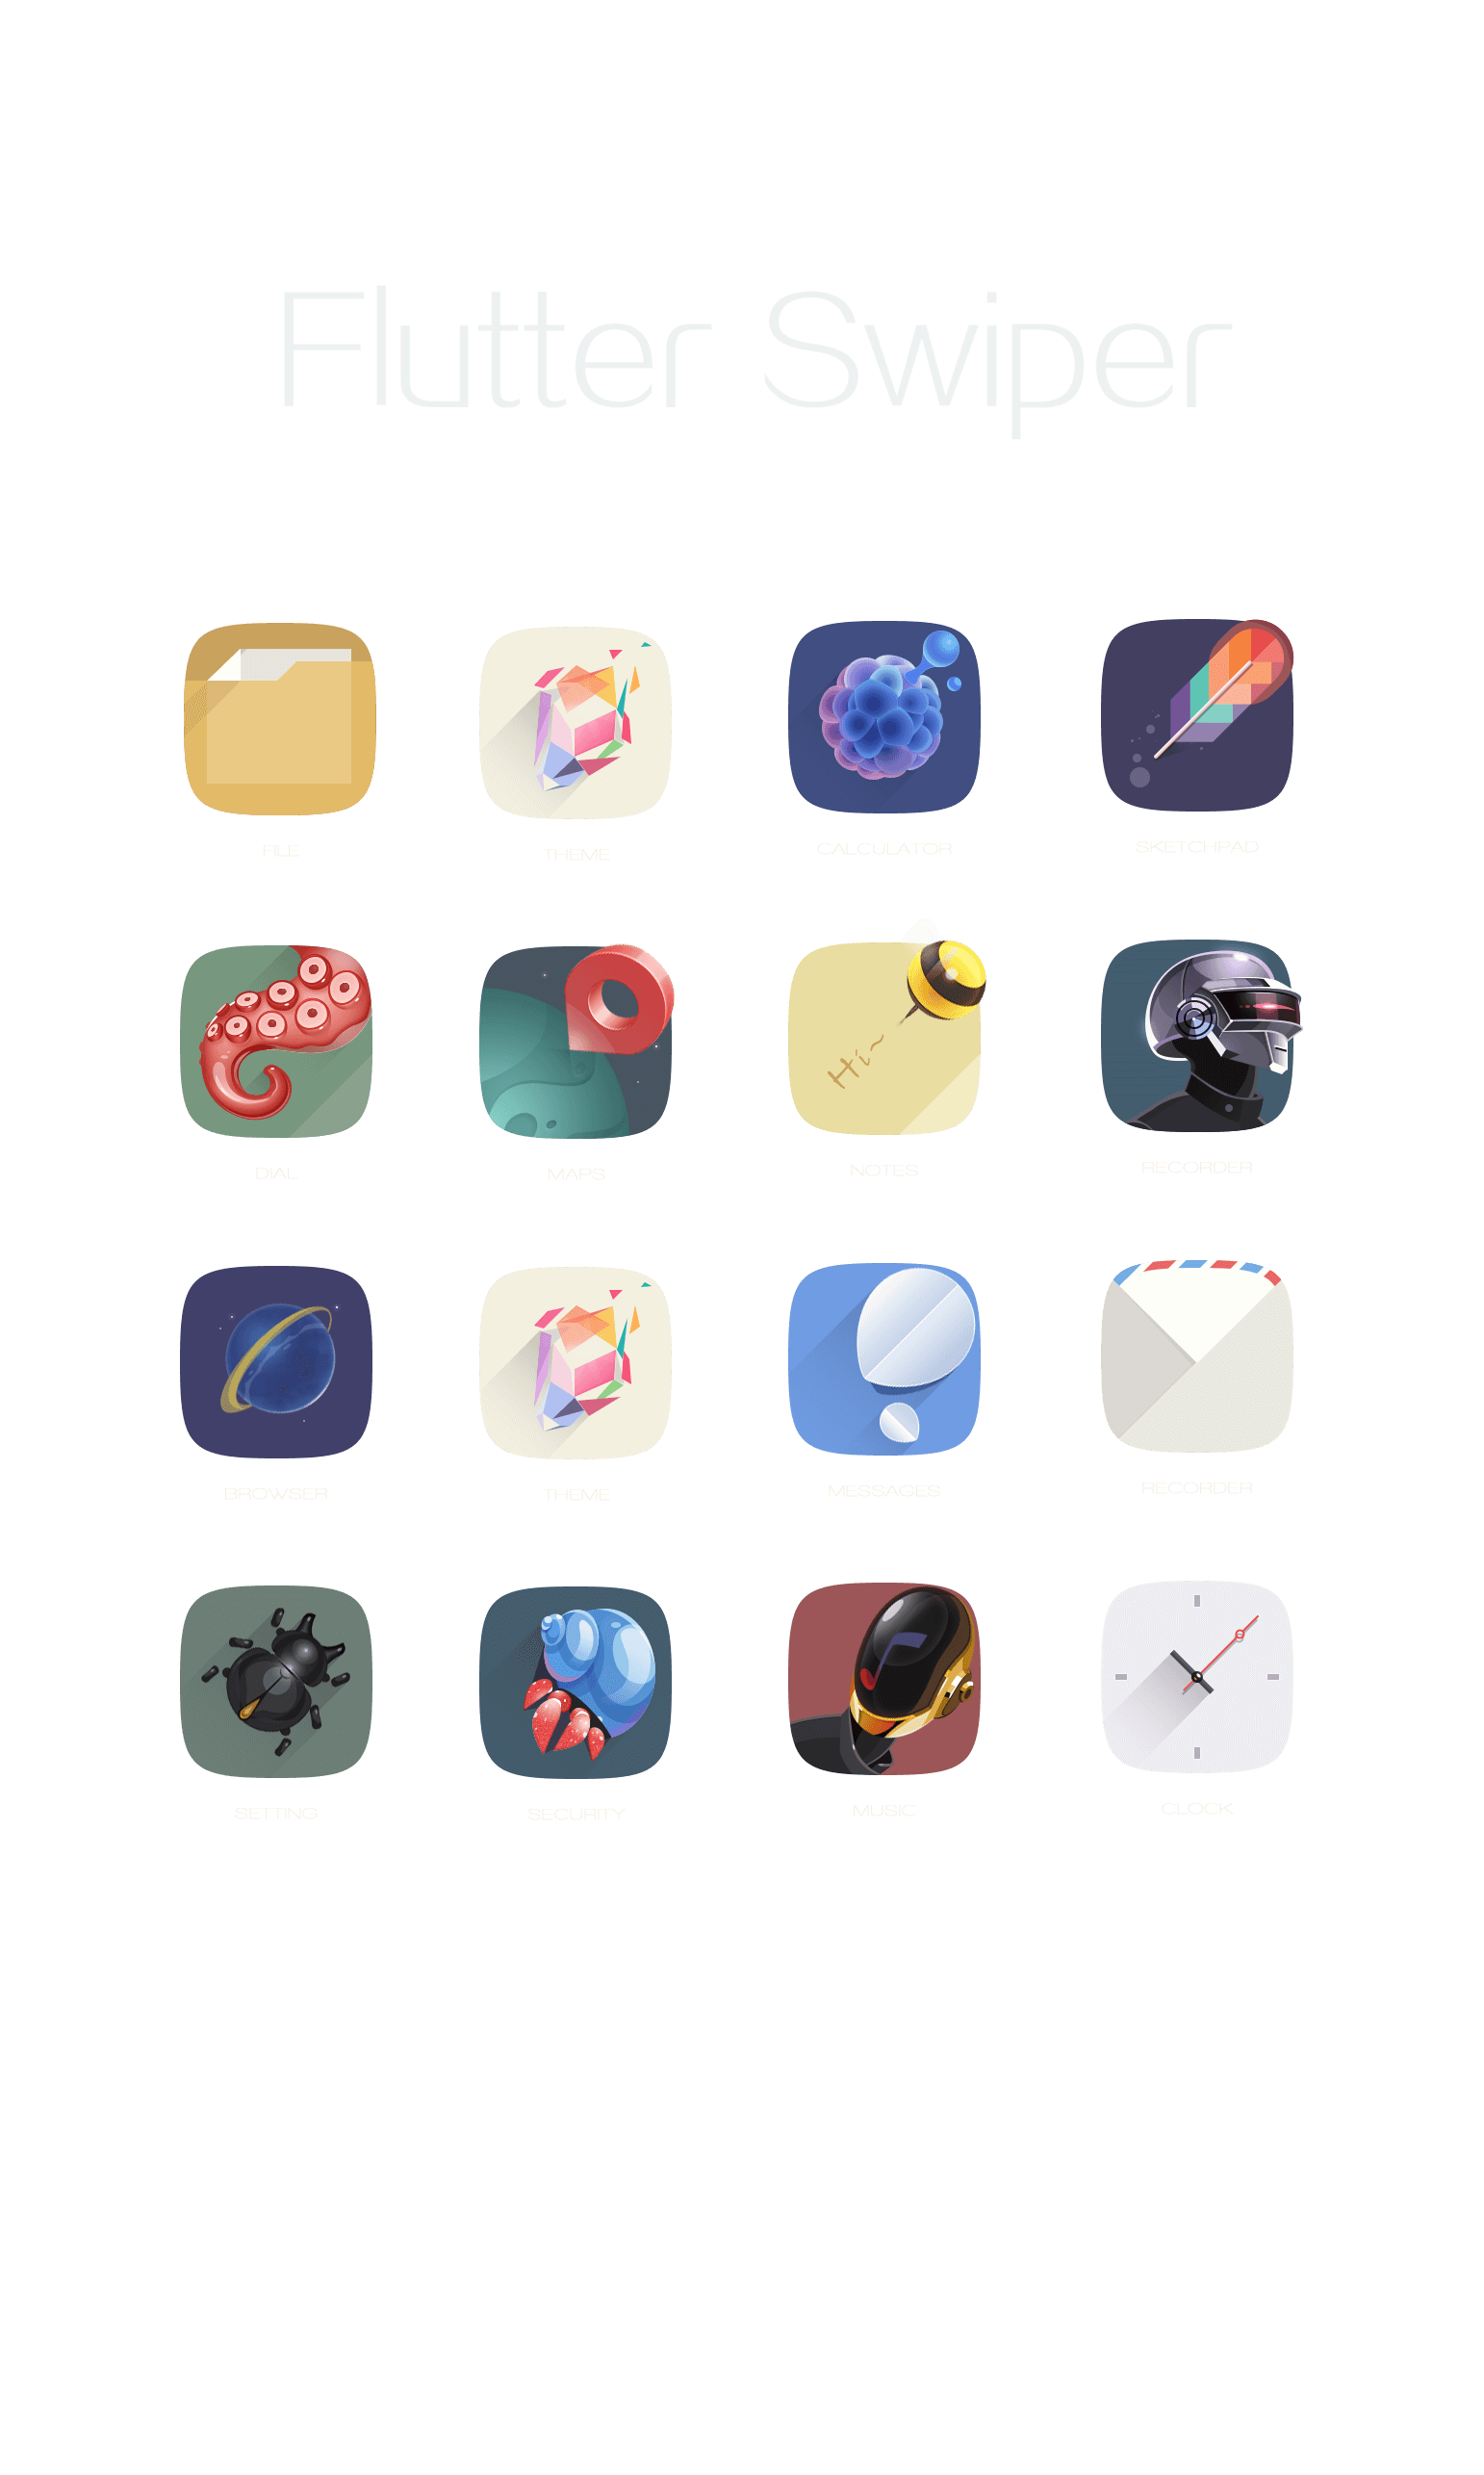 Flutter Swiper
FILE THEME CALCULATOR SKETCHPAD
Hi~
DIAL MAPS NOTES RECORDER
BROWSER THEME MESSAGES RECORDER
SETTING SECURITY MUSIC CLOCK